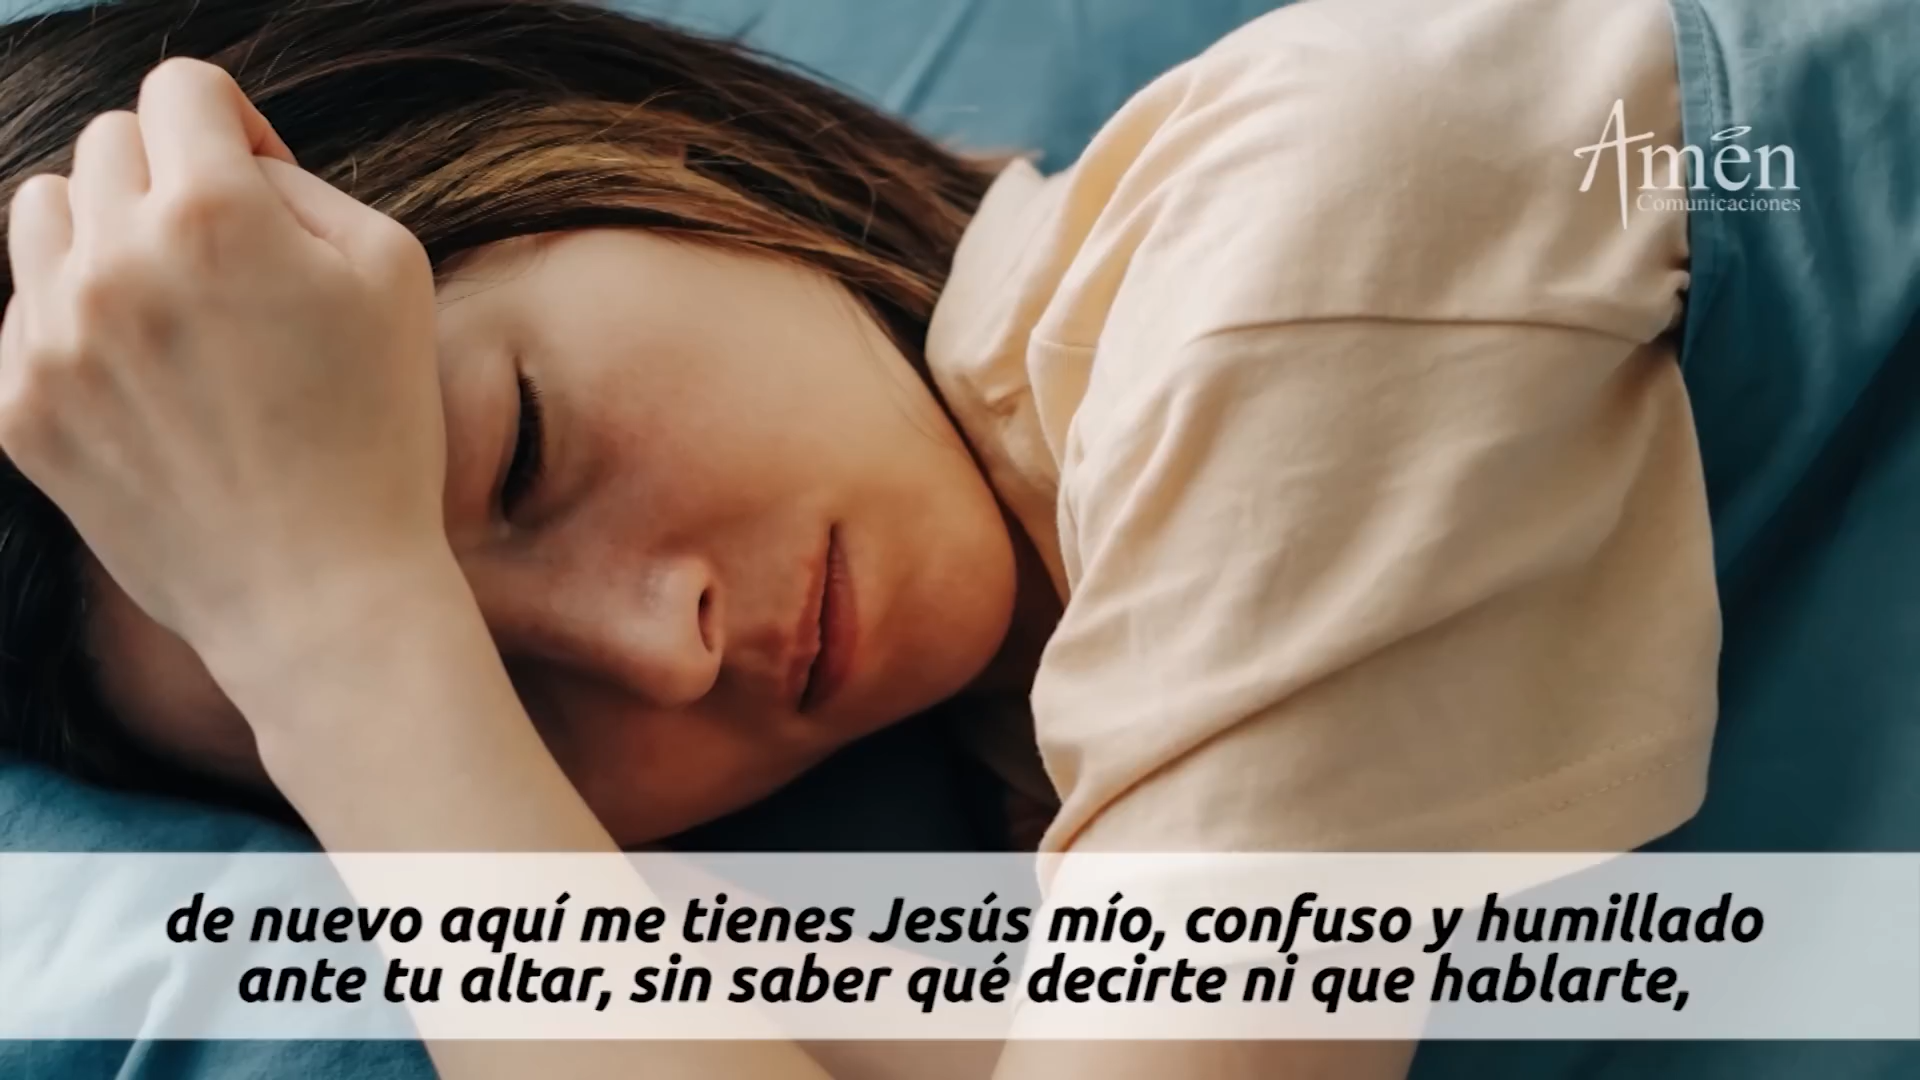 Amén
Comunicaciones
de nuevo aquí me tienes Jesús mío, confuso y humillado
ante tu altar, sin saber qué decirte ni que hablarte,